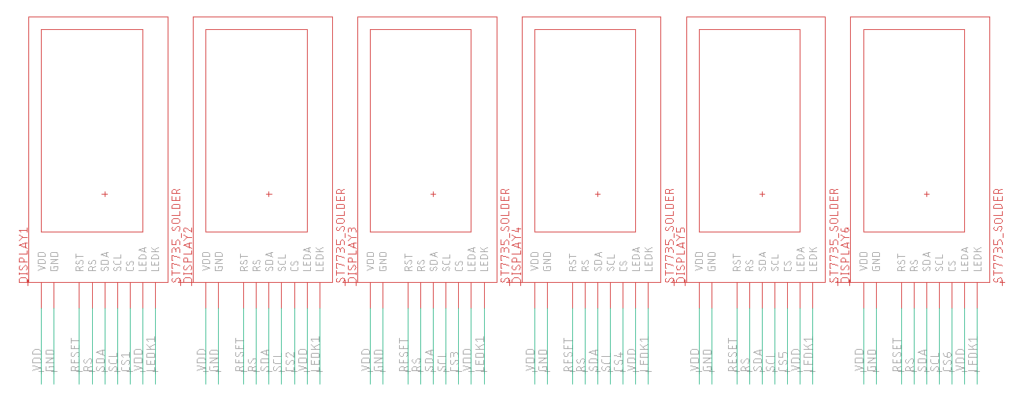 DISPLAY1
VDD
GND
RST
RS
SDA
SCL
CS
LEDA
LEDK
ST7735_SOLDER
VDD
GND
RESET
RS
SDA
SCL
CS1
VDD
LEDK1
DISPLAY2
VDD
GND
RST
RS
SDA
SCL
CS
LEDA
LEDK
ST7735_SOLDER
VDD
GND
RESET
RS
SDA
SCL
CS2
VDD
LEDK1
DISPLAY3
VDD
GND
RST
RS
SDA
SCL
CS
LEDA
LEDK
ST7735_SOLDER
VDD
GND
RESET
RS
SDA
SCL
CS3
VDD
LEDK1
DISPLAY4
VDD
GND
RST
RS
SDA
SCL
CS
LEDA
LEDK
ST7735_SOLDER
VDD
GND
RESET
RS
SDA
SCL
CS4
VDD
LEDK1
DISPLAY5
VDD
GND
RST
RS
SDA
SCL
CS
LEDA
LEDK
ST7735_SOLDER
VDD
GND
RESET
RS
SDA
SCL
CS5
VDD
LEDK1
DISPLAY6
VDD
GND
RST
RS
SDA
SCL
CS
LEDA
LEDK
ST7735_SOLDER
VDD
GND
RESET
RS
SDA
SCL
CS6
VDD
LEDK1